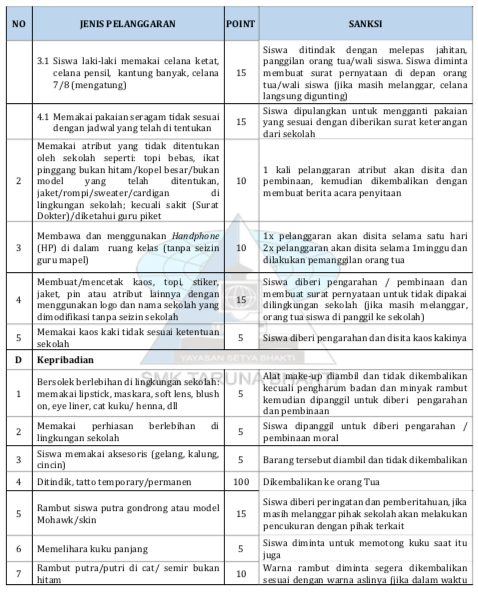 NO JENIS PELANGGARAN POINT SANKSI
3.1 Siswa laki-laki memakai celana ketat,
celana pensil, kantung banyak, celana
7/8 (mengatung)
15
Siswa ditindak dengan melepas jahitan,
panggilan orang tua/wali siswa. Siswa diminta
membuat surat pernyataan di depan orang
tua/wali siswa (jika masih melanggar, celana
langsung digunting)
4.1 Memakai pakaian seragam tidak sesuai
dengan jadwal yang telah di tentukan
15
Siswa dipulangkan untuk mengganti pakaian
yang sesuai dengan diberikan surat keterangan
dari sekolah
2
Memakai atribut yang tidak ditentukan
oleh sekolah seperti: topi bebas, ikat
pinggang bukan hitam/kopel besar/bukan
model yang telah ditentukan,
jaket/rompi/sweater/cardigan di
lingkungan sekolah; kecuali sakit (Surat
Dokter)/diketahui guru piket
10
1 kali pelanggaran atribut akan disita dan
pembinaan, kemudian dikembalikan dengan
membuat berita acara penyitaan
3
Membawa dan menggunakan Handphone
(HP) di dalam ruang kelas (tanpa seizin
guru mapel)
10
1x pelanggaran akan disita selama satu hari
2x pelanggaran akan disita selama 1minggu dan
dilakukan pemanggilan orang tua
4
Membuat/mencetak kaos, topi, stiker,
jaket, pin atau atribut lainnya dengan
menggunakan logo dan nama sekolah yang
dimodifikasi tanpa seizin sekolah
15
Siswa diberi pengarahan / pembinaan dan
membuat surat pernyataan untuk tidak dipakai
dilingkungan sekolah (jika masih melanggar,
orang tua siswa di panggil ke sekolah)
5
Memakai kaos kaki tidak sesuai ketentuan
sekolah
5
Siswa diberi pengarahan dan disita kaos kakinya
D Kepribadian
YAYASAN SETYA BHAKTI
SMK TARUNA BHAKTI
1
Bersolek berlebihan di lingkungan sekolah:
memakai lipstick, maskara, soft lens, blush
on, eye liner, cat kuku/ henna, dll
5
Alat make-up diambil dan tidak dikembalikan
kecuali pengharum badan dan minyak rambut
kemudian dipanggil untuk diberi pengarahan
dan pembinaan
2
Memakai perhiasan berlebihan di
lingkungan sekolah
5
Siswa dipanggil untuk diberi pengarahan /
pembinaan moral
3
Siswa memakai aksesoris (gelang, kalung,
cincin)
5
Barang tersebut diambil dan tidak dikembalikan
4 Ditindik, tatto temporary/permanen 100 Dikembalikan ke orang Tua
5
Rambut siswa putra gondrong atau model
Mohawk/skin
15
Siswa diberi peringatan dan pemberitahuan, jika
masih melanggar pihak sekolah akan melakukan
pencukuran dengan pihak terkait
6 Memelihara kuku panjang 5
Siswa diminta untuk memotong kuku saat itu
juga
7
Rambut putra/putri di cat/ semir bukan
hitam
10
Warna rambut diminta segera dikembalikan
sesuai dengan warna aslinya (jika dalam waktu